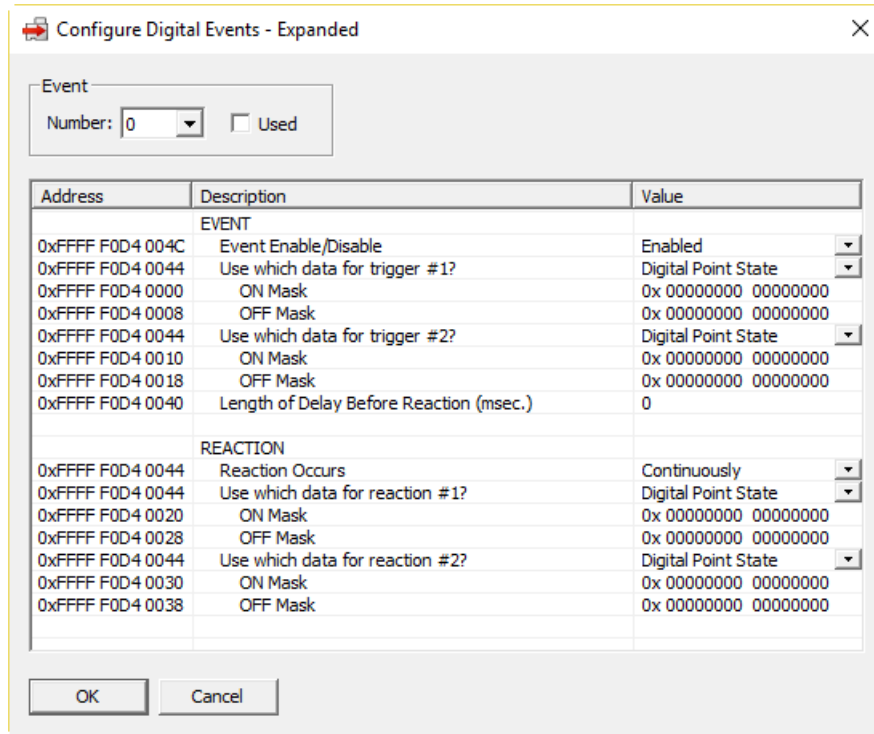 Configure Digital Events - Expanded
Event
Number: 0 Used
Address Description Value
EVENT
0xFFFF F0D4 004C Event Enable/Disable Enabled
0xFFFF F0D4 0044 Use which data for trigger #1? Digital Point State
0xFFFF F0D4 0000 ON Mask 0x 00000000 00000000
0xFFFF F0D4 0008 OFF Mask 0x 00000000 00000000
0xFFFF F0D4 0044 Use which data for trigger #2? Digital Point State
0xFFFF F0D4 0010 ON Mask 0x 00000000 00000000
0xFFFF F0D4 0018 OFF Mask 0x 00000000 00000000
0xFFFF F0D4 0040 Length of Delay Before Reaction (msec.) 0
REACTION
0xFFFF F0D4 0044 Reaction Occurs Continuously
0xFFFF F0D4 0044 Use which data for reaction #1? Digital Point State
0xFFFF F0D4 0020 ON Mask 0x 00000000 00000000
0xFFFF F0D4 0028 OFF Mask 0x 00000000 00000000
0xFFFF F0D4 0044 Use which data for reaction #2? Digital Point State
0xFFFF F0D4 0030 ON Mask 0x 00000000 00000000
0xFFFF F0D4 0038 OFF Mask 0x 00000000 00000000
OK Cancel